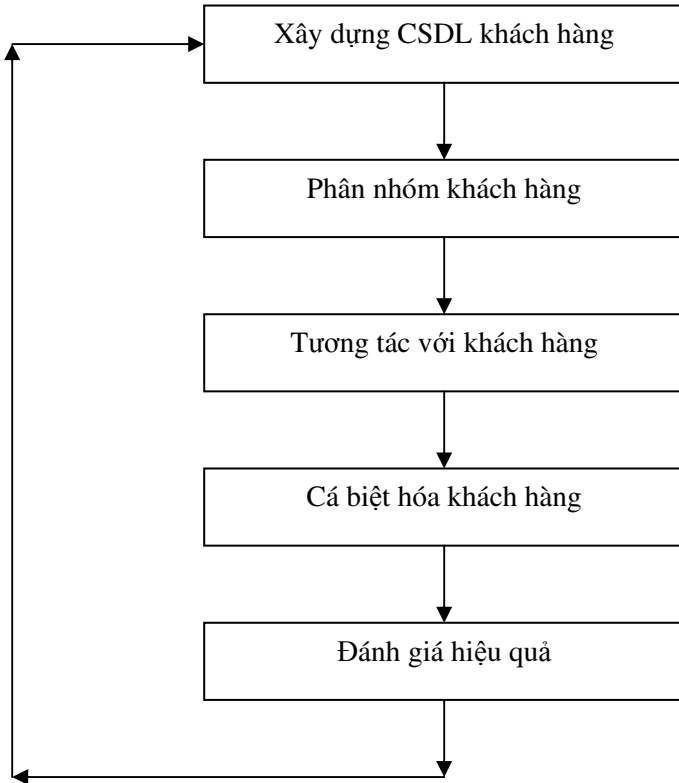 Xây dựng CSDL khách hàng
Phân nhóm khách hàng
Tương tác với khách hàng
Cá biệt hóa khách hàng
Đánh giá hiệu quả